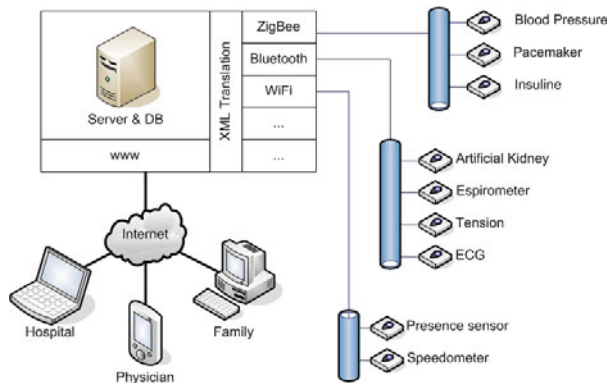 Server & DB
www
XML Translation
ZigBee
Bluetooth
WiFi
...
...
Blood Pressure
Pacemaker
Insuline
Artificial Kidney
Espirometer
Tension
ECG
Presence sensor
Speedometer
Internet
Hospital
Physician
Family